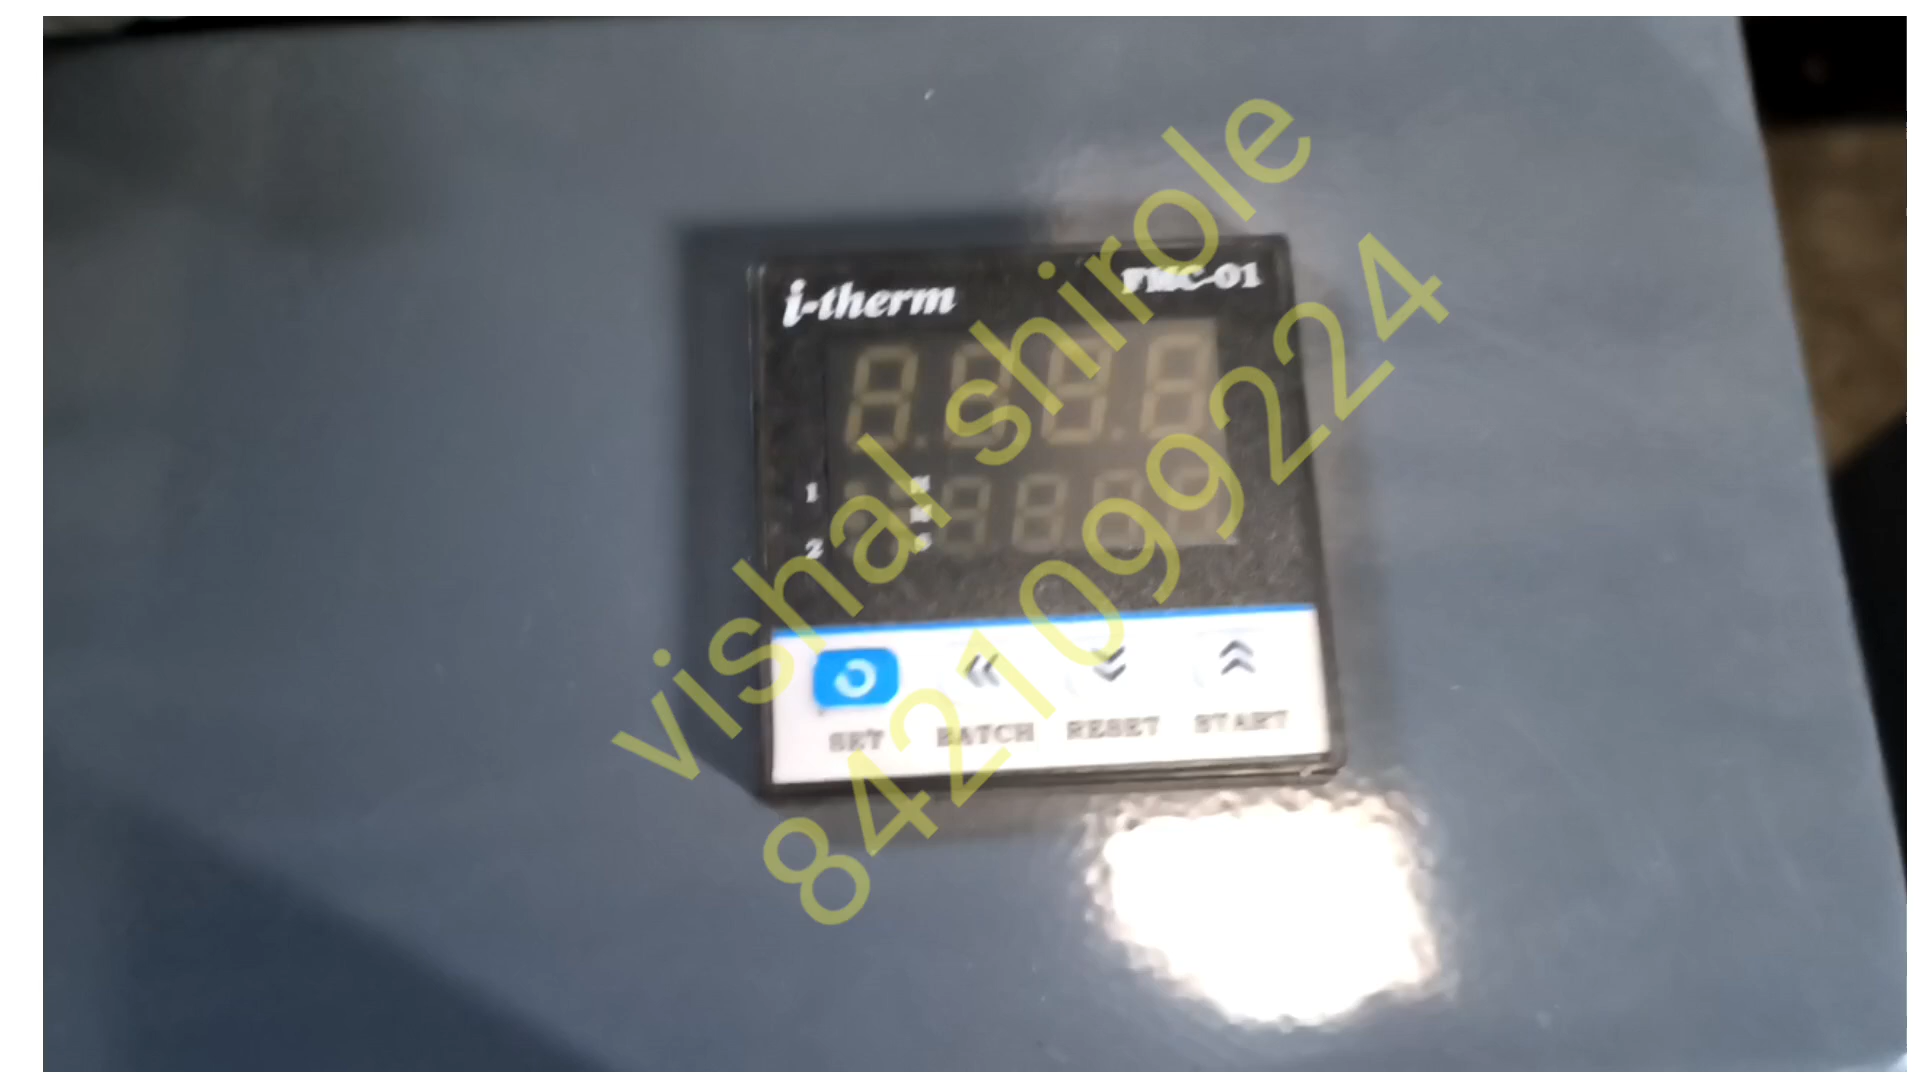 i-therm
FMC-01
1
H
M
2
S
SET
BATCH
RESET
START
vishal shirole
8421099224